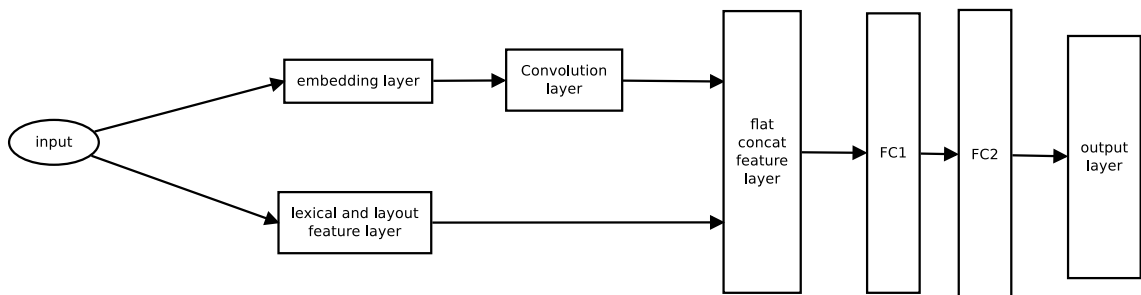 input
embedding layer
Convolution
layer
lexical and layout
feature layer
flat
concat
feature
layer
FC1
FC2
output
layer